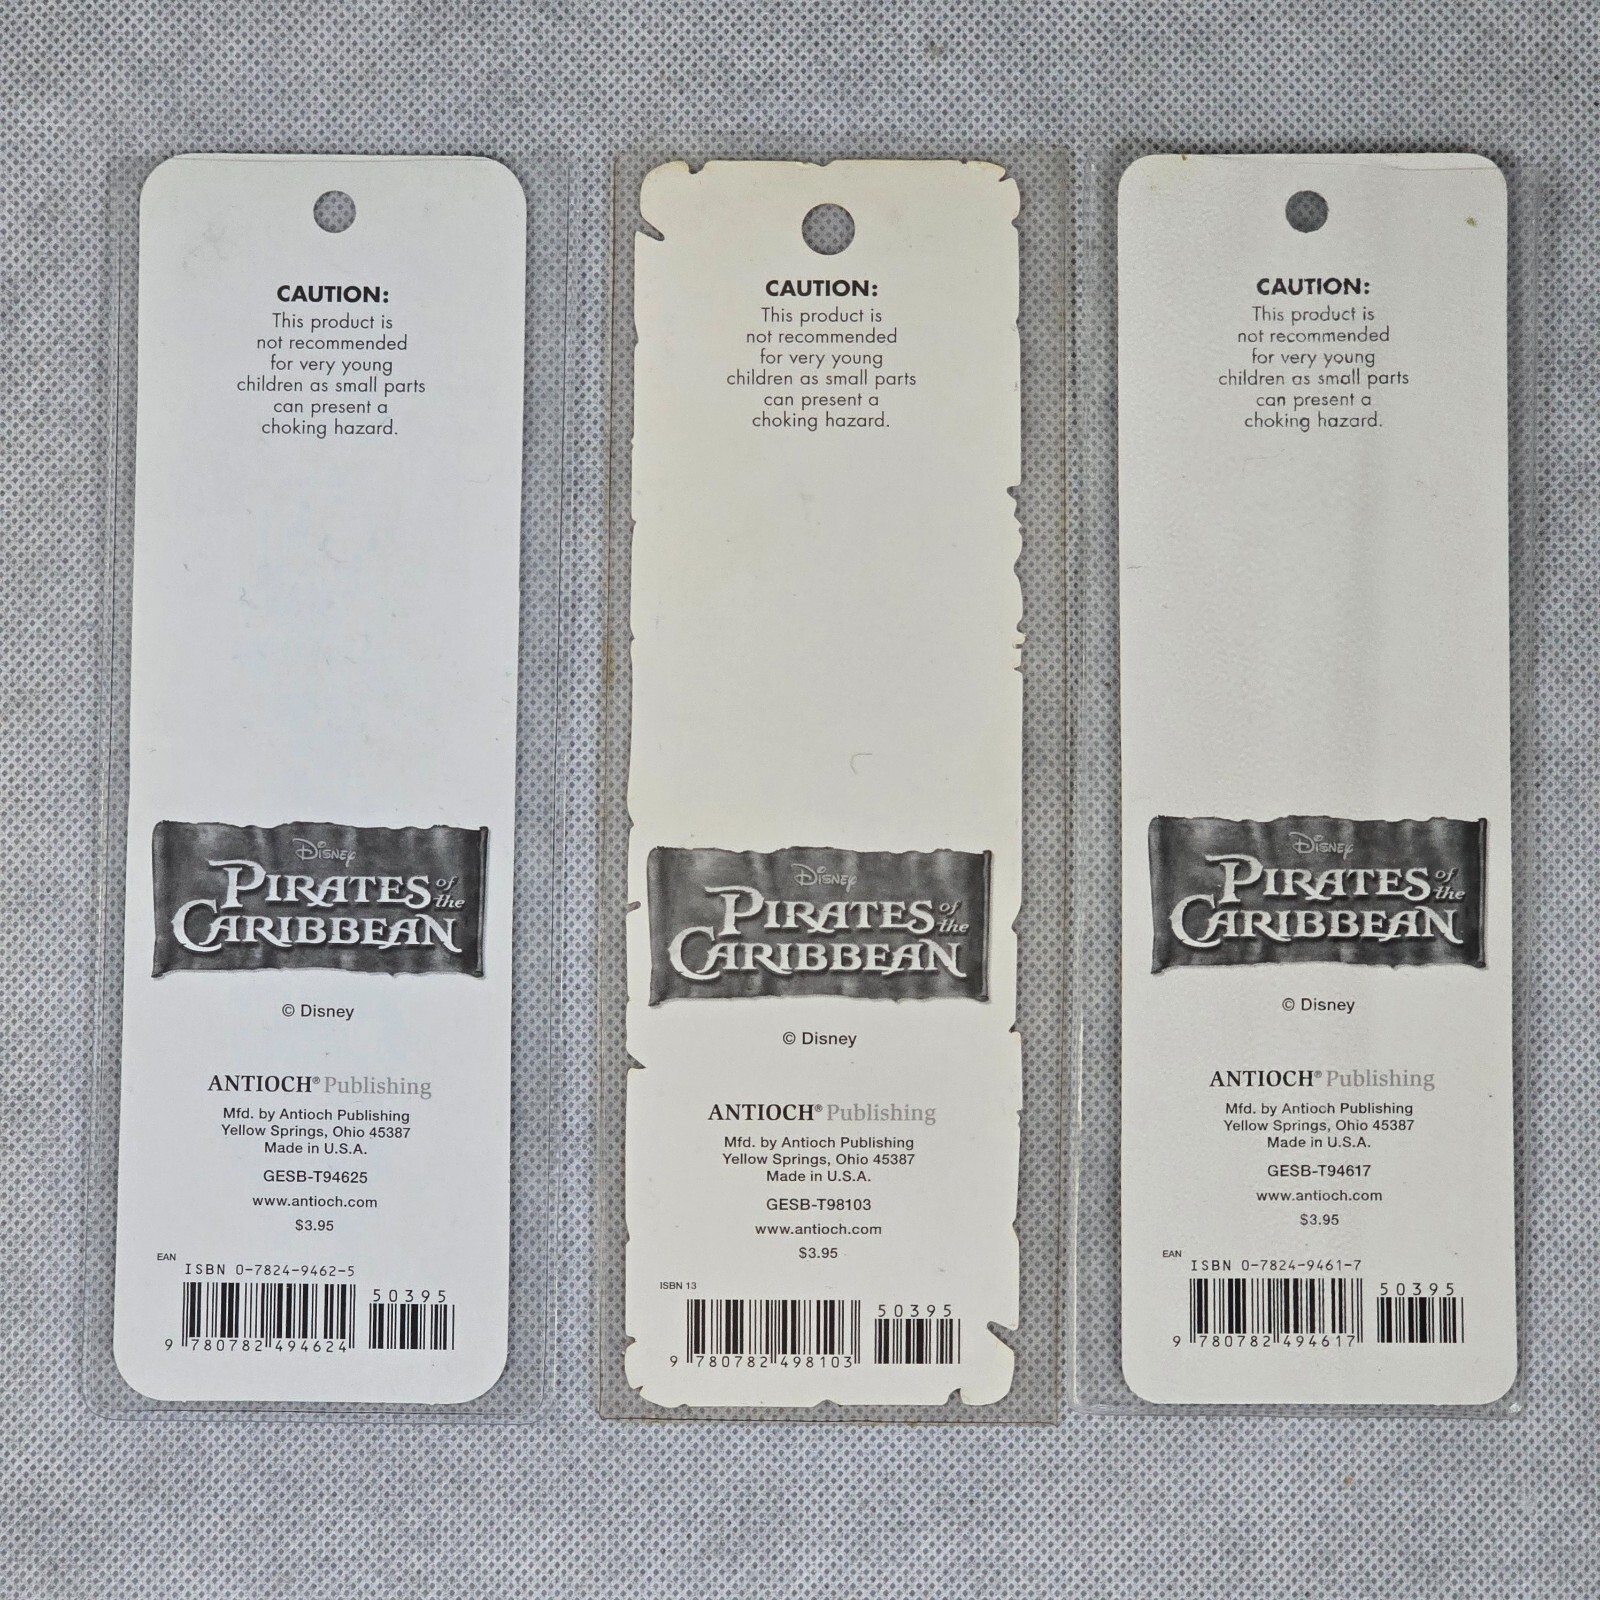 CAUTION:
This product is
not recommended
for very young
children as small parts
can present a
choking hazard.
Disney
PIRATES of the
CARIBBEAN
© Disney
ANTIOCH® Publishing
Mfd. by Antioch Publishing
Yellow Springs, Ohio 45387
Made in U.S.A.
GESB-T94625
www.antioch.com
$3.95
EAN
ISBN 0-7824-9462-5
50395
9 780782 494624
CAUTION:
This product is
not recommended
for very young
children as small parts
can present a
choking hazard.
Disney
PIRATES of the
CARIBBEAN
© Disney
ANTIOCH® Publishing
Mfd. by Antioch Publishing
Yellow Springs, Ohio 45387
Made in U.S.A.
GESB-T98103
www.antioch.com
$3.95
ISBN 13
50395
9 780782 498103
CAUTION:
This product is
not recommended
for very young
children as small parts
can present a
choking hazard.
Disney
PIRATES of the
CARIBBEAN
© Disney
ANTIOCH® Publishing
Mfd. by Antioch Publishing
Yellow Springs, Ohio 45387
Made in U.S.A.
GESB-T94617
www.antioch.com
$3.95
EAN
ISBN 0-7824-9461-7
50395
9 780782 494617